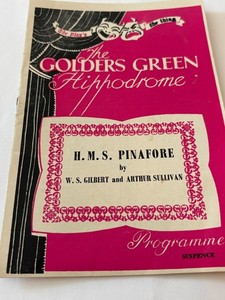 The play's the thing
The
GOLDERS GREEN
Hippodrome
H.M.S. PINAFORE
by
W. S. GILBERT and ARTHUR SULLIVAN
Programme
SIXPENCE